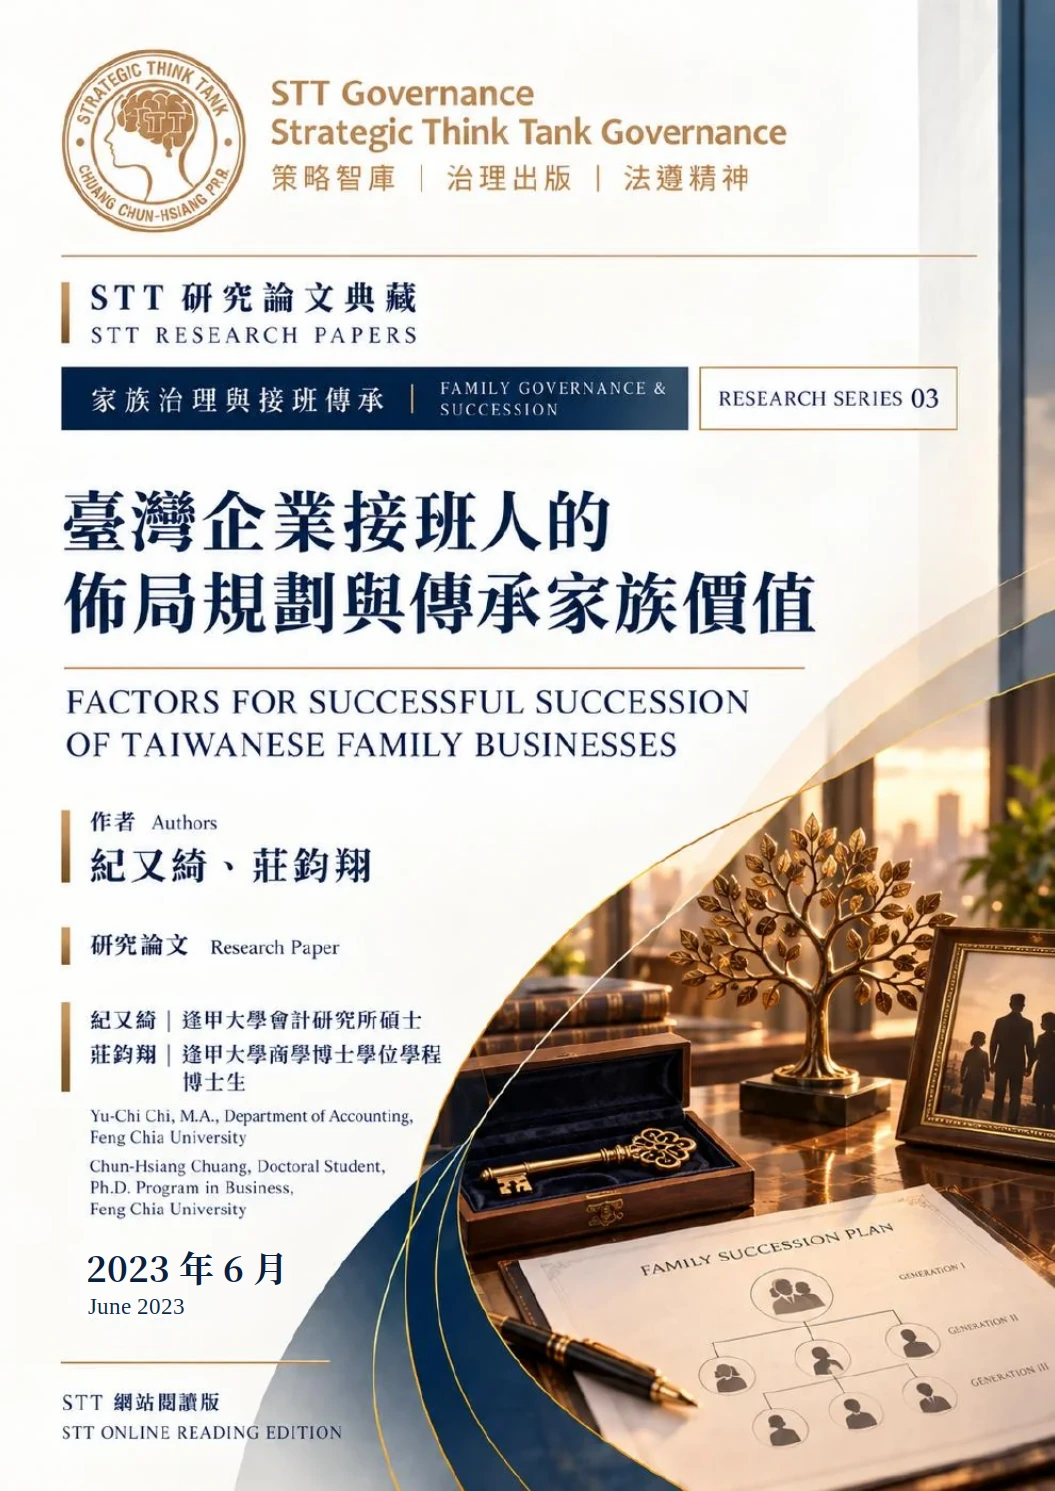 STRATEGIC THINK TANK
STT
CHUANG CHUN-HSIANG PR.B.
STT Governance
Strategic Think Tank Governance
策略智庫 | 治理出版 | 法遵精神
STT 研究論文典藏
STT RESEARCH PAPERS
家族治理與接班傳承 | FAMILY GOVERNANCE &
SUCCESSION
RESEARCH SERIES 03
臺灣企業接班人的
佈局規劃與傳承家族價值
FACTORS FOR SUCCESSFUL SUCCESSION
OF TAIWANESE FAMILY BUSINESSES
作者 Authors
紀又綺、莊鈞翔
研究論文 Research Paper
紀又綺 | 逢甲大學會計研究所碩士
莊鈞翔 | 逢甲大學商學博士學位學程
博士生
Yu-Chi Chi, M.A., Department of Accounting,
Feng Chia University
Chun-Hsiang Chuang, Doctoral Student,
Ph.D. Program in Business,
Feng Chia University
2023 年 6 月
June 2023
STT 網站閱讀版
STT ONLINE READING EDITION
FAMILY SUCCESSION PLAN
GENERATION I
GENERATION II
GENERATION III